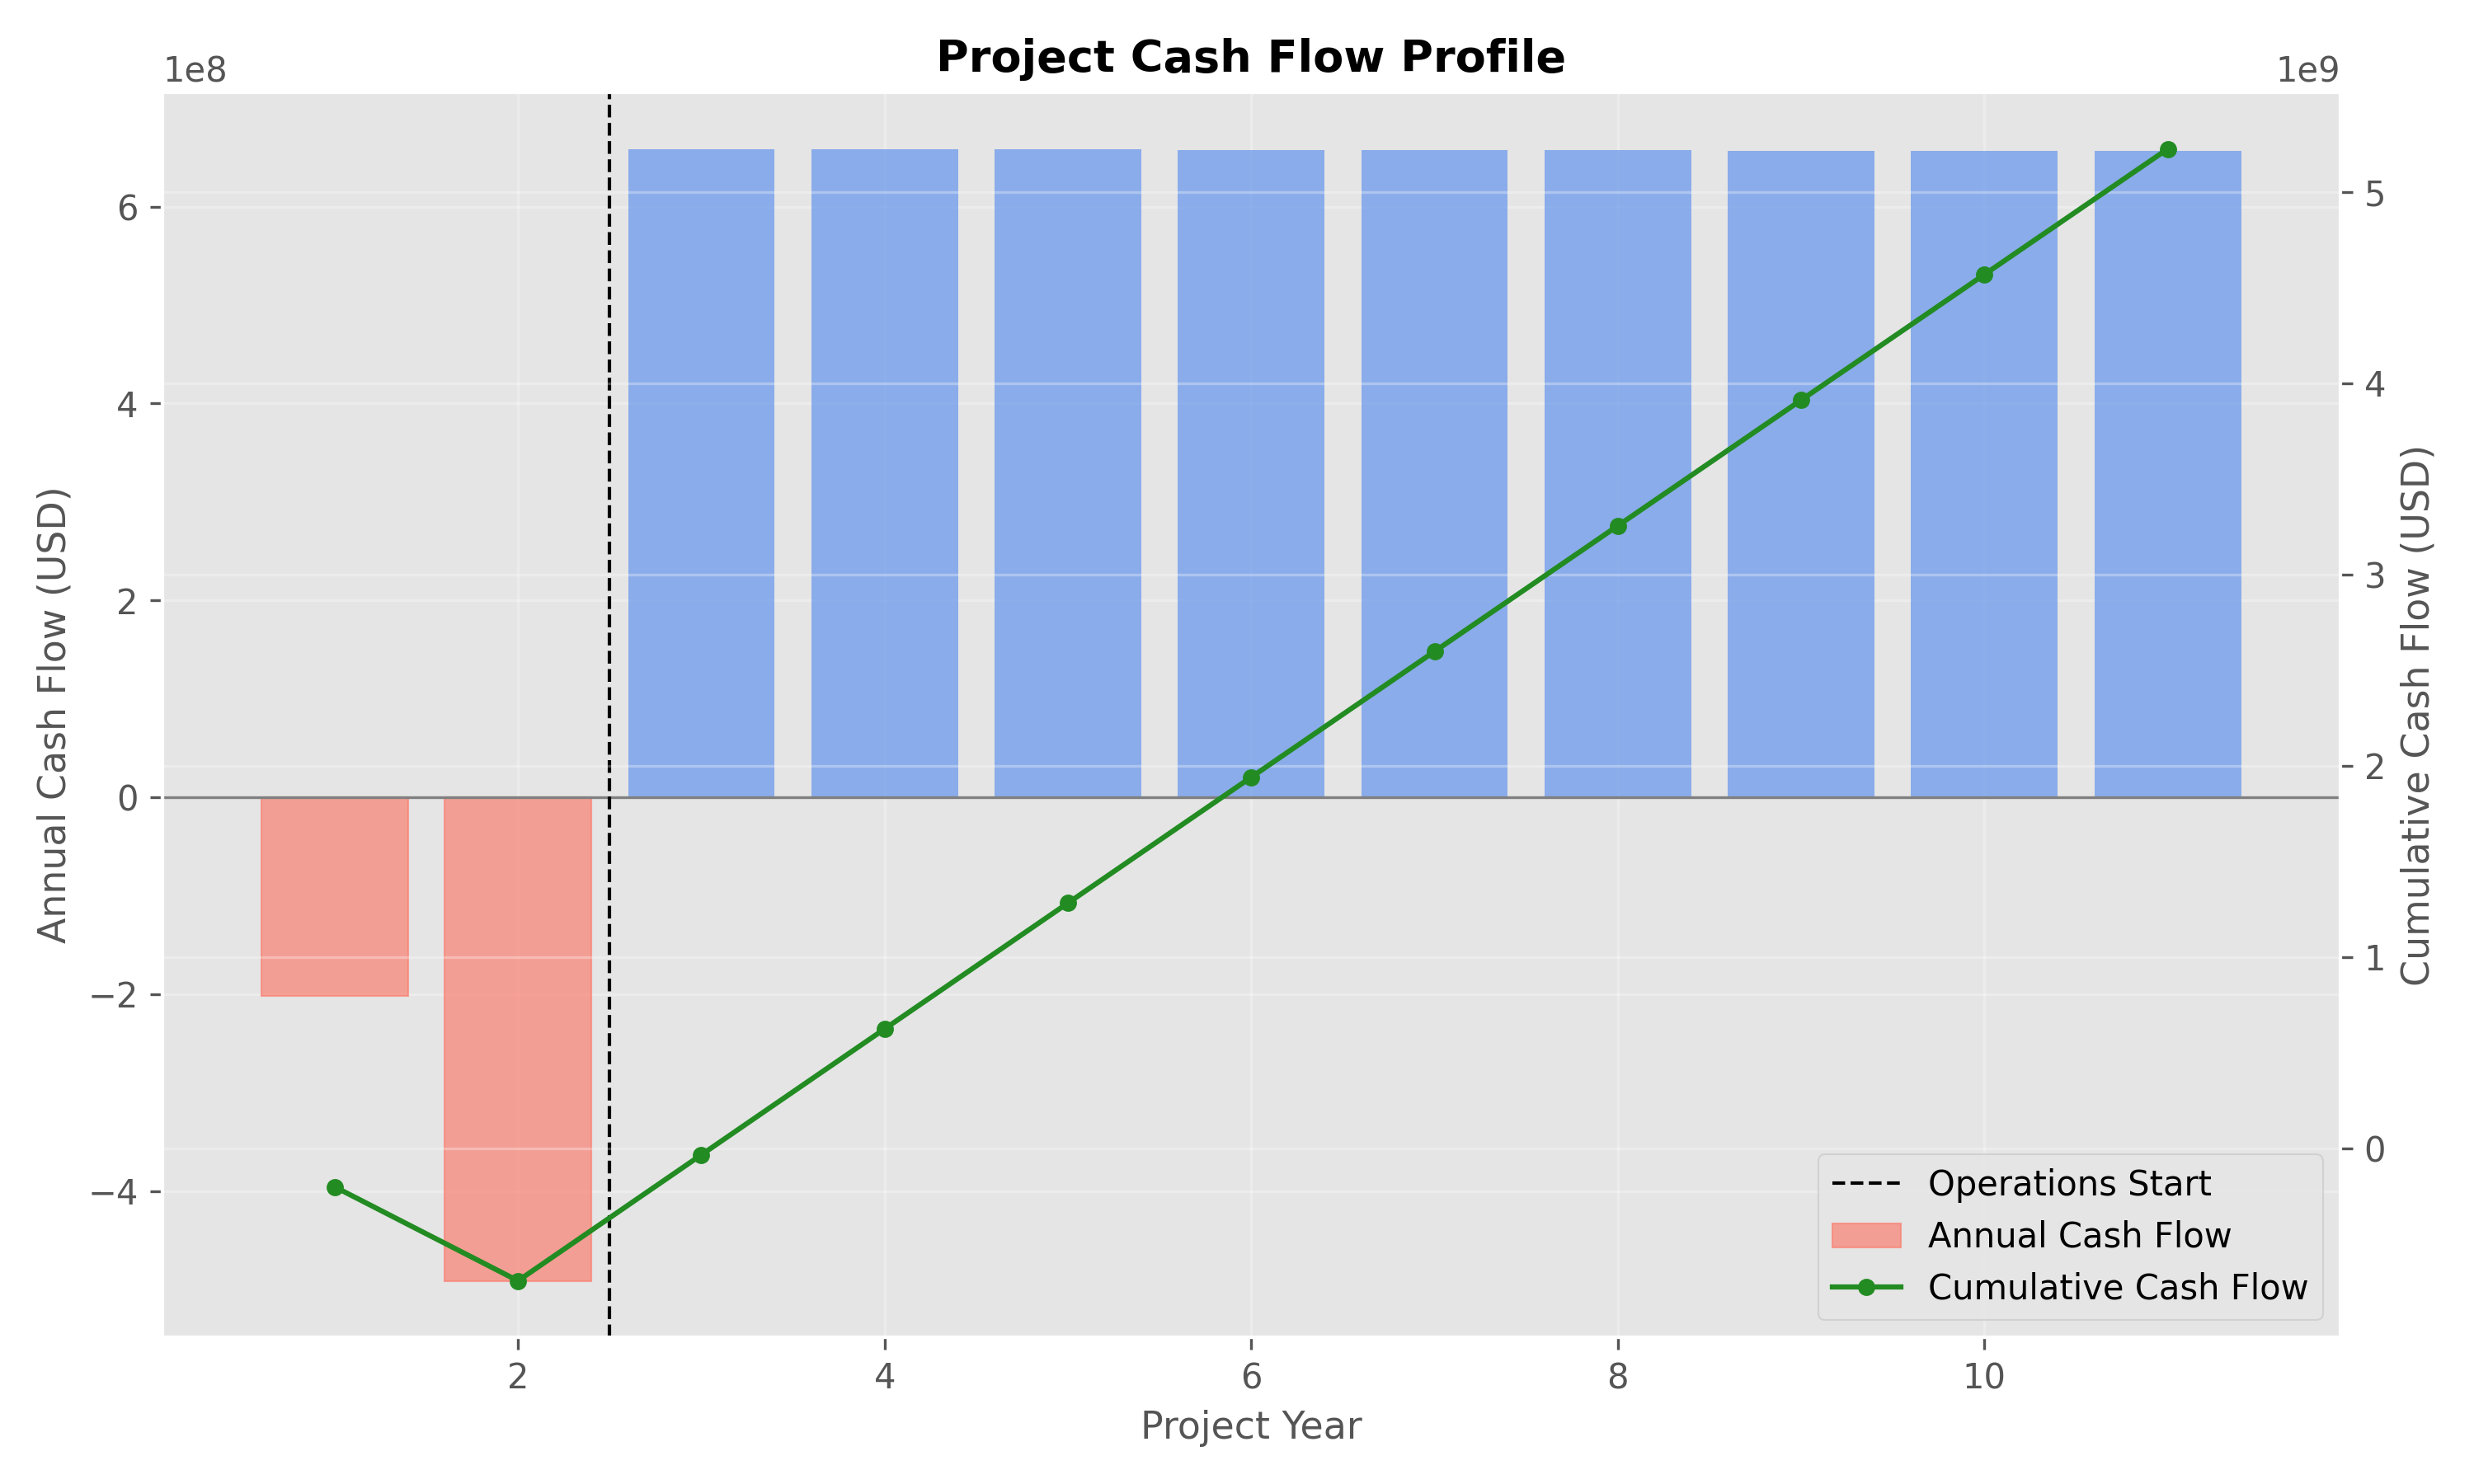 Project Cash Flow Profile
1e8
1e9
6
4
2
0
−2
−4
5
4
3
2
1
0
Annual Cash Flow (USD)
Cumulative Cash Flow (USD)
Operations Start
Annual Cash Flow
Cumulative Cash Flow
2
4
6
8
10
Project Year